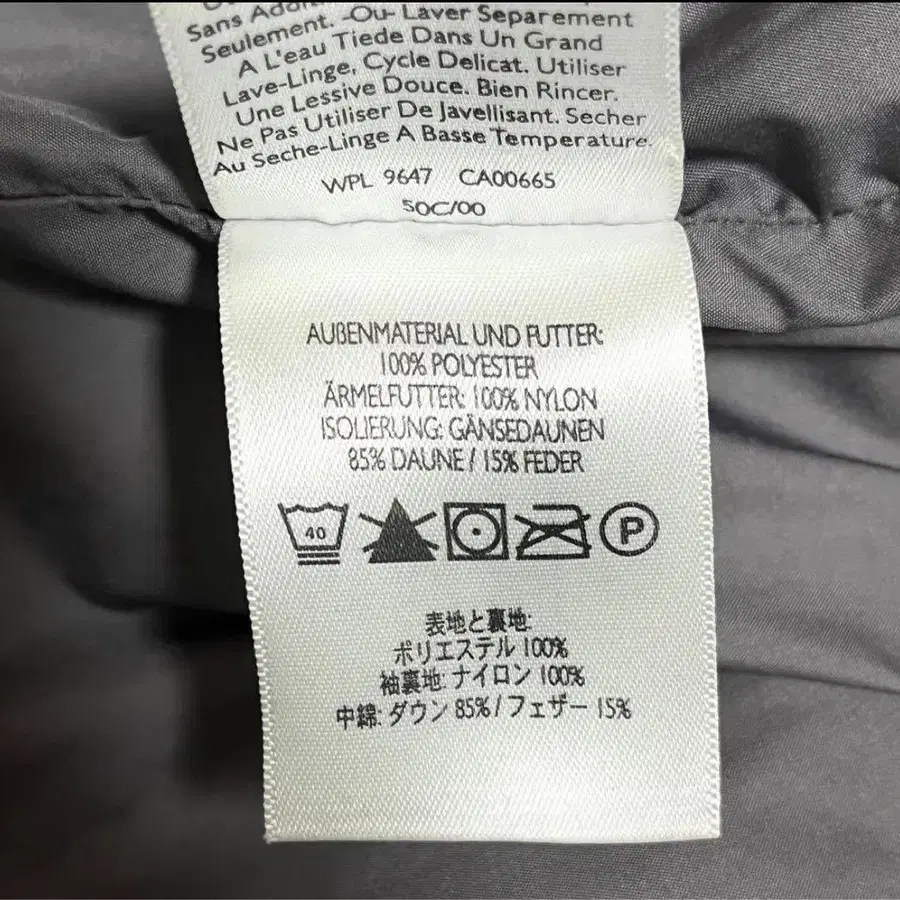 Sans
Seulement. -Ou- Laver Separement
A L'eau Tiede Dans Un Grand
Lave-Linge, Cycle Delicat. Utiliser
Une Lessive Douce. Bien Rincer.
Ne Pas Utiliser De Javellisant. Secher
Au Seche-Linge A Basse Temperature.
WPL 9647 CA00665
50C/00
AUßENMATERIAL UND FUTTER:
100% POLYESTER
ÄRMELFUTTER: 100% NYLON
ISOLIERUNG: GÄNSEDAUNEN
85% DAUNE / 15% FEDER
40 P
表地と裏地:
ポリエステル 100%
袖裏地: ナイロン 100%
中綿: ダウン 85% / フェザー 15%